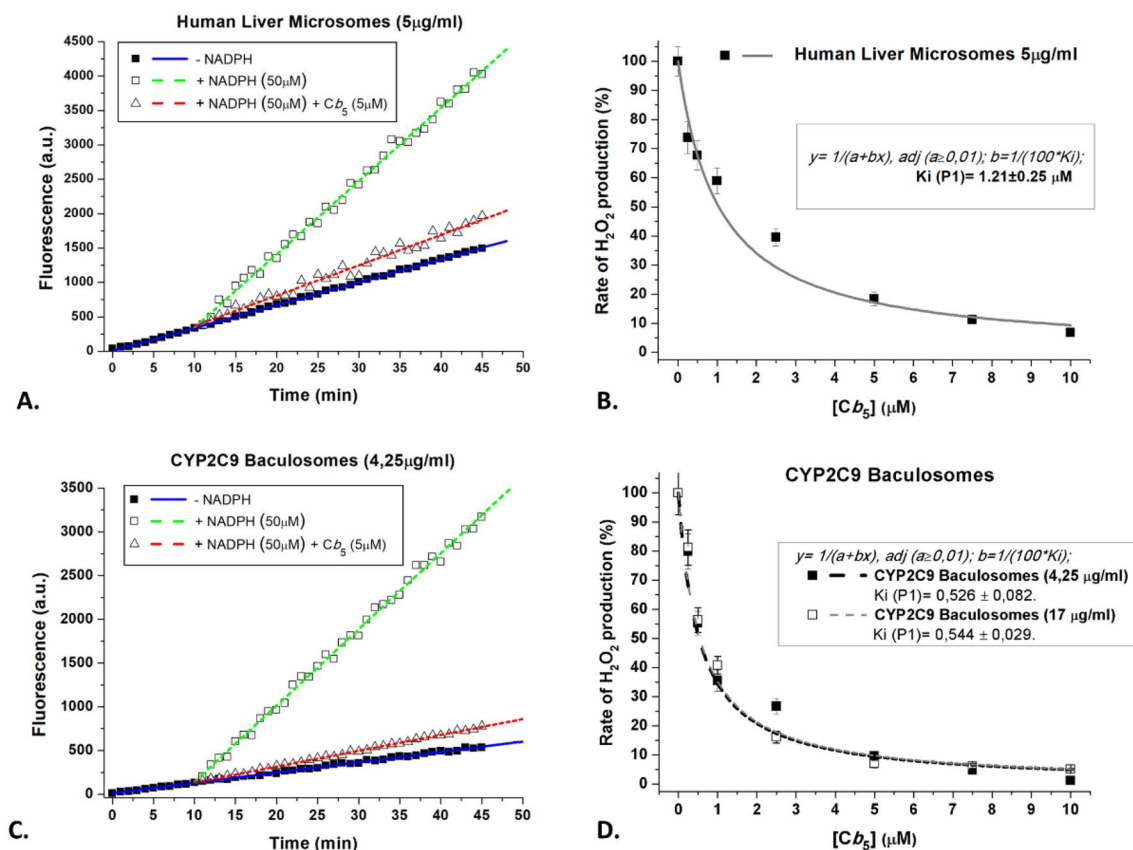 Human Liver Microsomes (5μg/ml)
- NADPH
+ NADPH (50μM)
+ NADPH (50μM) + Cb5 (5μM)
Fluorescence (a.u.)
4500
4000
3500
3000
2500
2000
1500
1000
500
0
0 5 10 15 20 25 30 35 40 45 50
Time (min)
A.
Human Liver Microsomes 5μg/ml
y= 1/(a+bx), adj (a≥0,01); b=1/(100*Ki);
Ki (P1)= 1.21±0.25 μM
Rate of H2O2 production (%)
100
90
80
70
60
50
40
30
20
10
0
0 1 2 3 4 5 6 7 8 9 10
[Cb5] (μM)
B.
CYP2C9 Baculosomes (4,25μg/ml)
- NADPH
+ NADPH (50μM)
+ NADPH (50μM) + Cb5 (5μM)
Fluorescence (a.u.)
3500
3000
2500
2000
1500
1000
500
0
0 5 10 15 20 25 30 35 40 45 50
Time (min)
C.
CYP2C9 Baculosomes
y= 1/(a+bx), adj (a≥0,01); b=1/(100*Ki);
CYP2C9 Baculosomes (4,25 μg/ml)
Ki (P1)= 0,526 ± 0,082.
CYP2C9 Baculosomes (17 μg/ml)
Ki (P1)= 0,544 ± 0,029.
Rate of H2O2 production (%)
100
90
80
70
60
50
40
30
20
10
0
0 1 2 3 4 5 6 7 8 9 10
[Cb5] (μM)
D.